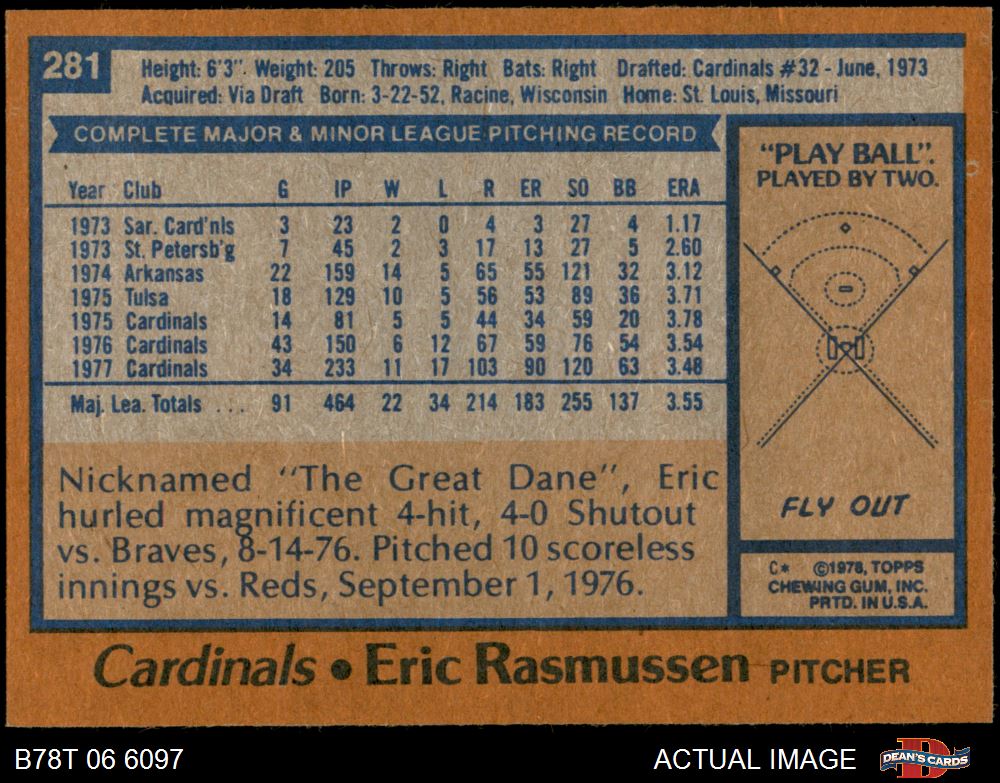 281
Height: 6'3". Weight: 205 Throws: Right Bats: Right Drafted: Cardinals #32 - June, 1973
Acquired: Via Draft Born: 3-22-52, Racine, Wisconsin Home: St. Louis, Missouri
COMPLETE MAJOR & MINOR LEAGUE PITCHING RECORD
Year Club G IP W L R ER SO BB ERA
1973 Sar. Card'nls 3 23 2 0 4 3 27 4 1.17
1973 St. Petersb'g 7 45 2 3 17 13 27 5 2.60
1974 Arkansas 22 159 14 5 65 55 121 32 3.12
1975 Tulsa 18 129 10 5 56 53 89 36 3.71
1975 Cardinals 14 81 5 5 44 34 59 20 3.78
1976 Cardinals 43 150 6 12 67 59 76 54 3.54
1977 Cardinals 34 233 11 17 103 90 120 63 3.48
Maj. Lea. Totals ... 91 464 22 34 214 183 255 137 3.55
Nicknamed "The Great Dane", Eric
hurled magnificent 4-hit, 4-0 Shutout
vs. Braves, 8-14-76. Pitched 10 scoreless
innings vs. Reds, September 1, 1976.
"PLAY BALL".
PLAYED BY TWO.
FLY OUT
C* ©1978, TOPPS
CHEWING GUM, INC.
PRTD. IN U.S.A.
Cardinals • Eric Rasmussen PITCHER
B78T 06 6097 ACTUAL IMAGE
D
DEAN'S CARDS